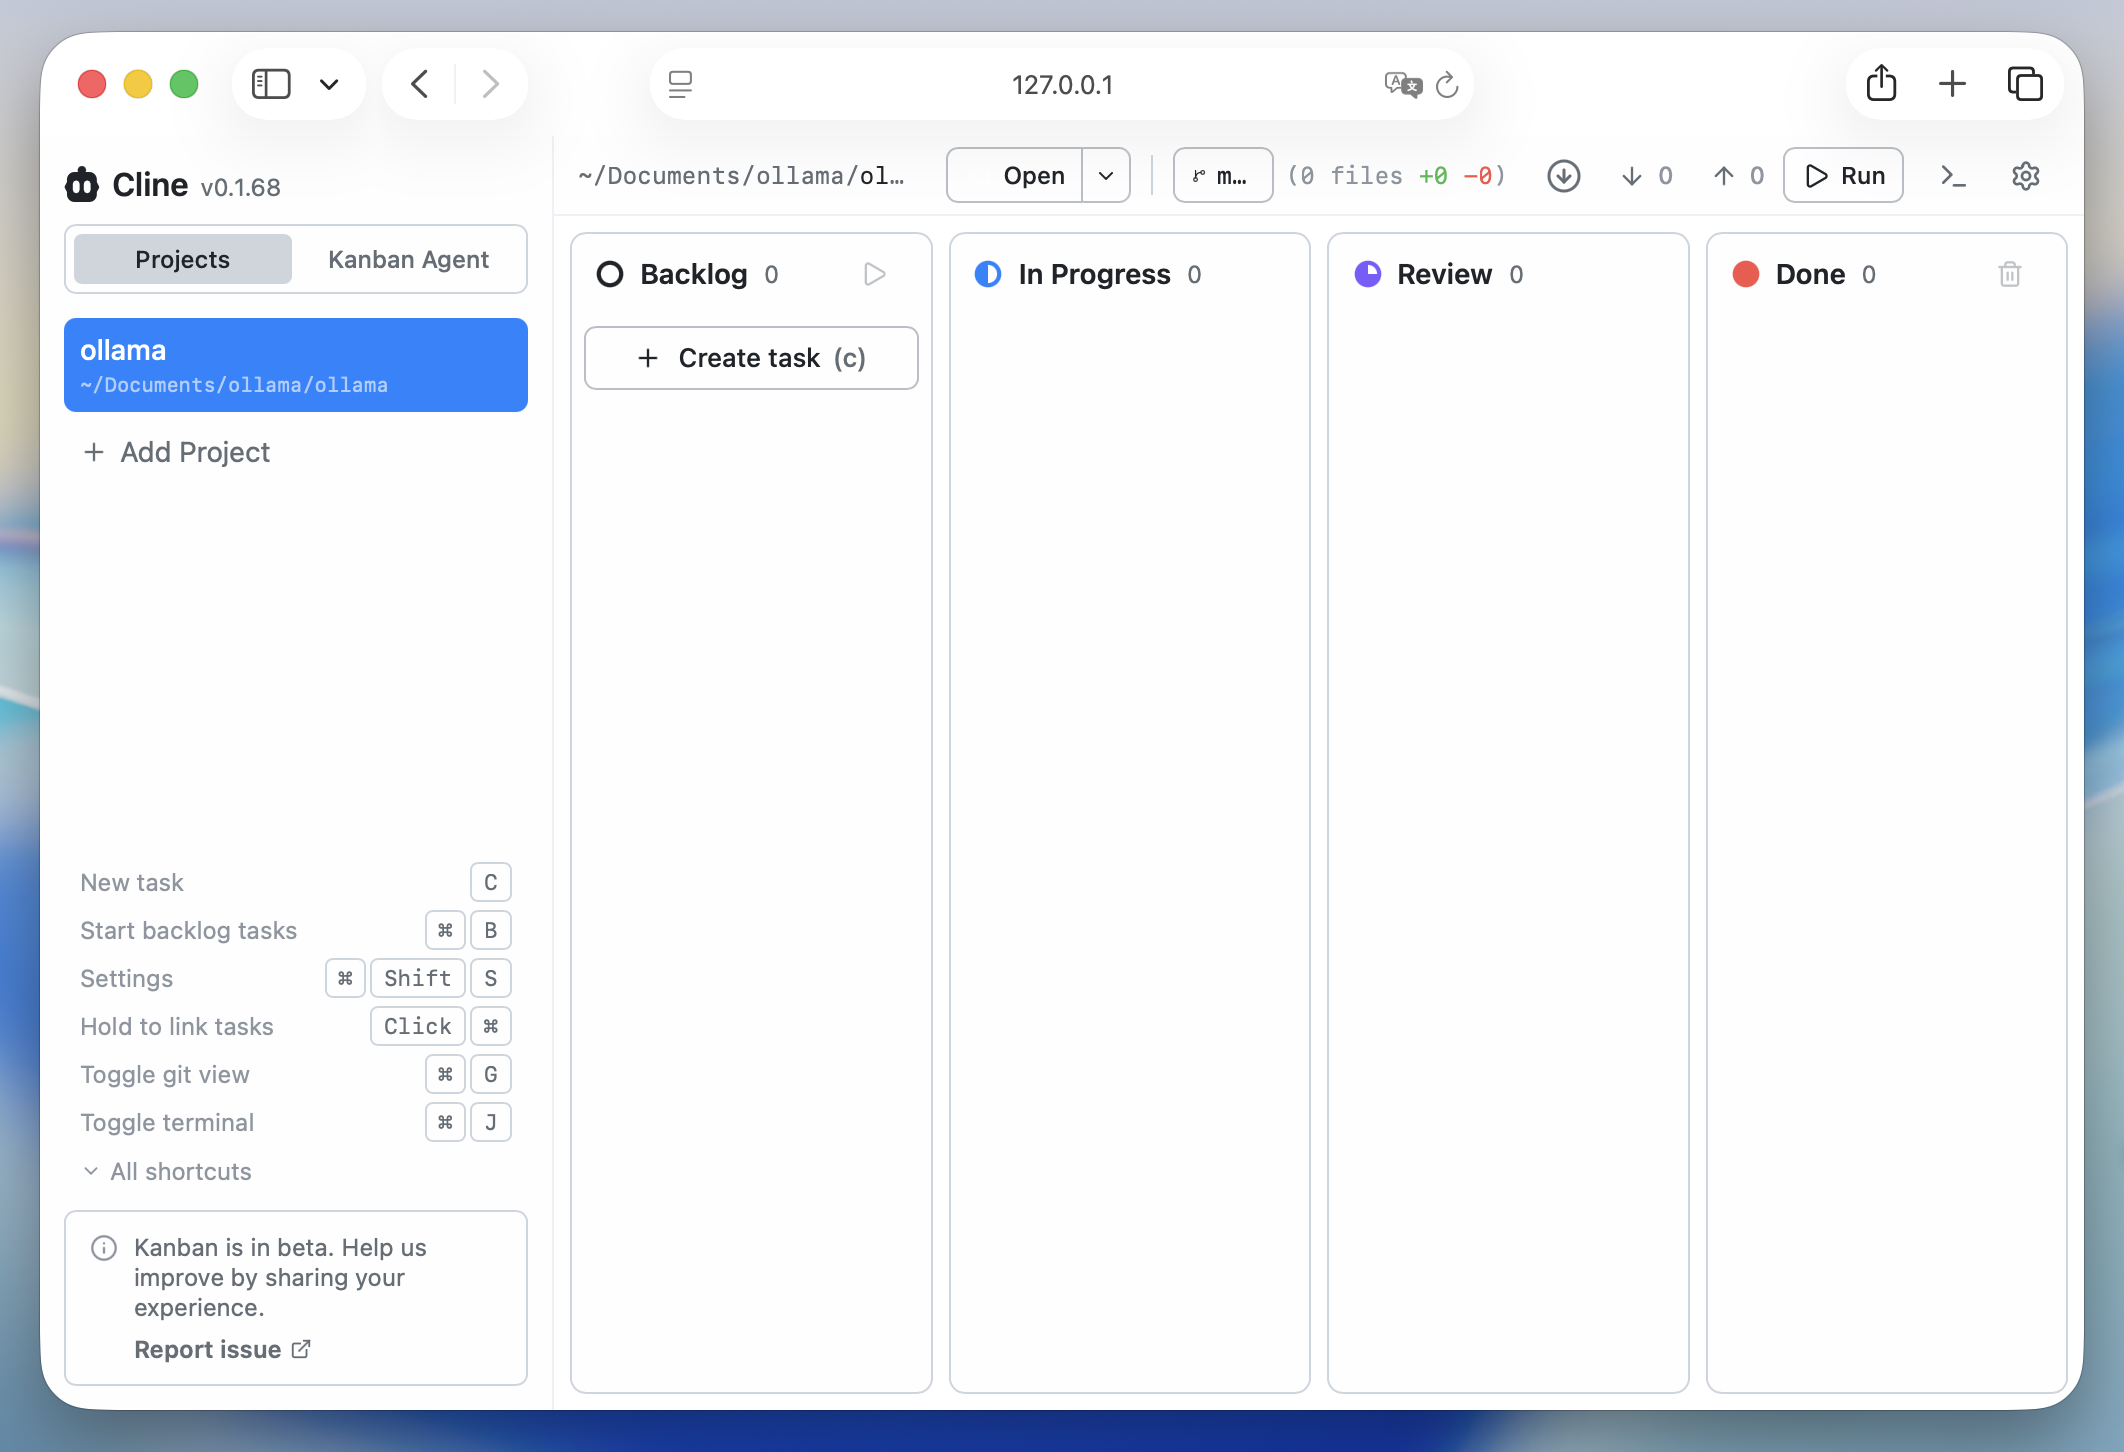 127.0.0.1
Cline v0.1.68
Projects
Kanban Agent
ollama
~/Documents/ollama/ollama
+ Add Project
New task C
Start backlog tasks ⌘ B
Settings ⌘ Shift S
Hold to link tasks Click ⌘
Toggle git view ⌘ G
Toggle terminal ⌘ J
All shortcuts
Kanban is in beta. Help us
improve by sharing your
experience.
Report issue
~/Documents/ollama/ol… Open m… (0 files +0 −0) 0 0 Run
Backlog 0
+ Create task (c)
In Progress 0
Review 0
Done 0